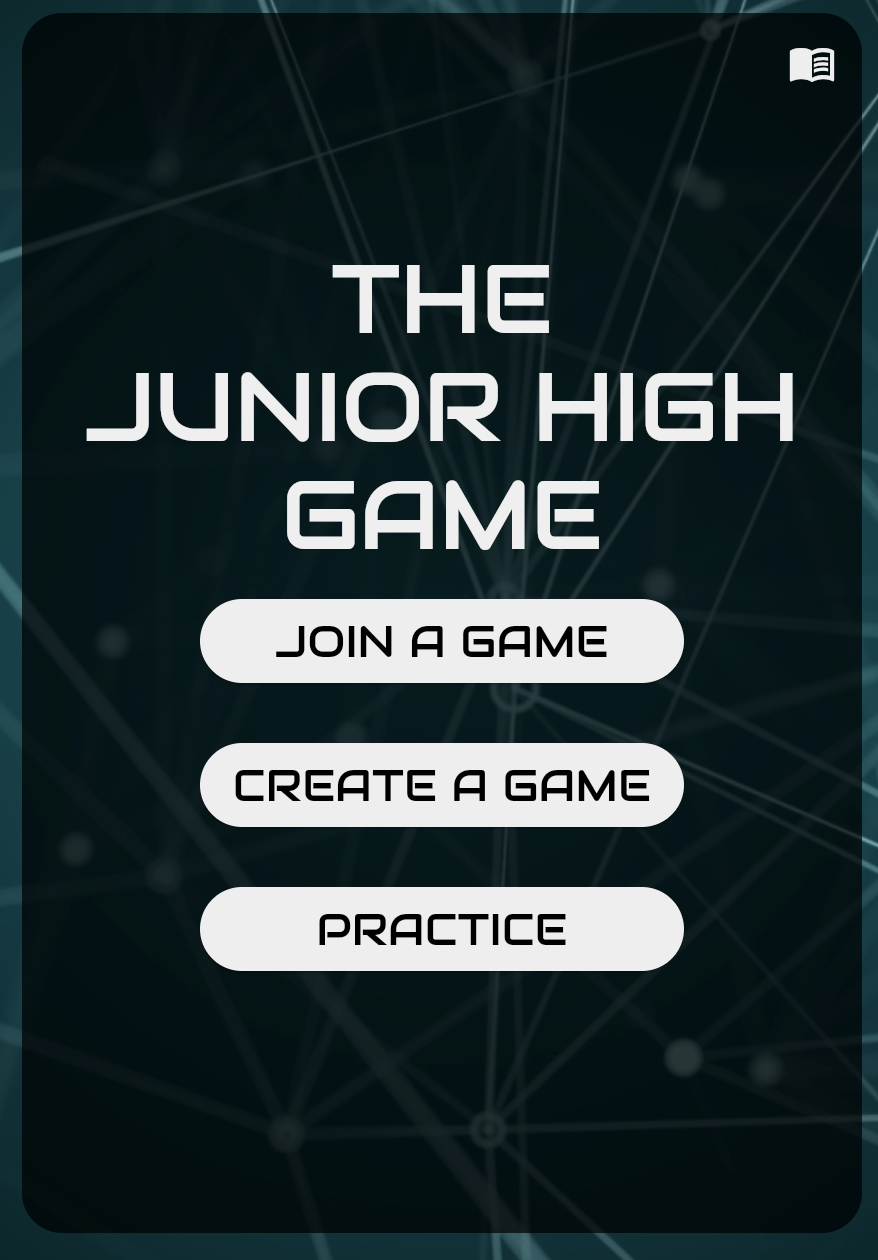 THE
JUNIOR HIGH
GAME
JOIN A GAME
CREATE A GAME
PRACTICE